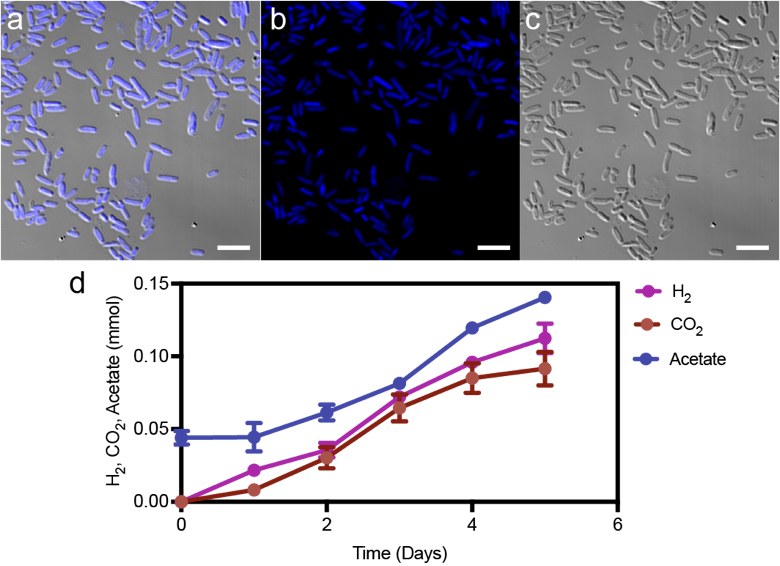 a
b
c
d
0.15
0.10
0.05
0.00
H2, CO2, Acetate (mmol)
0
2
4
6
Time (Days)
H2
CO2
Acetate